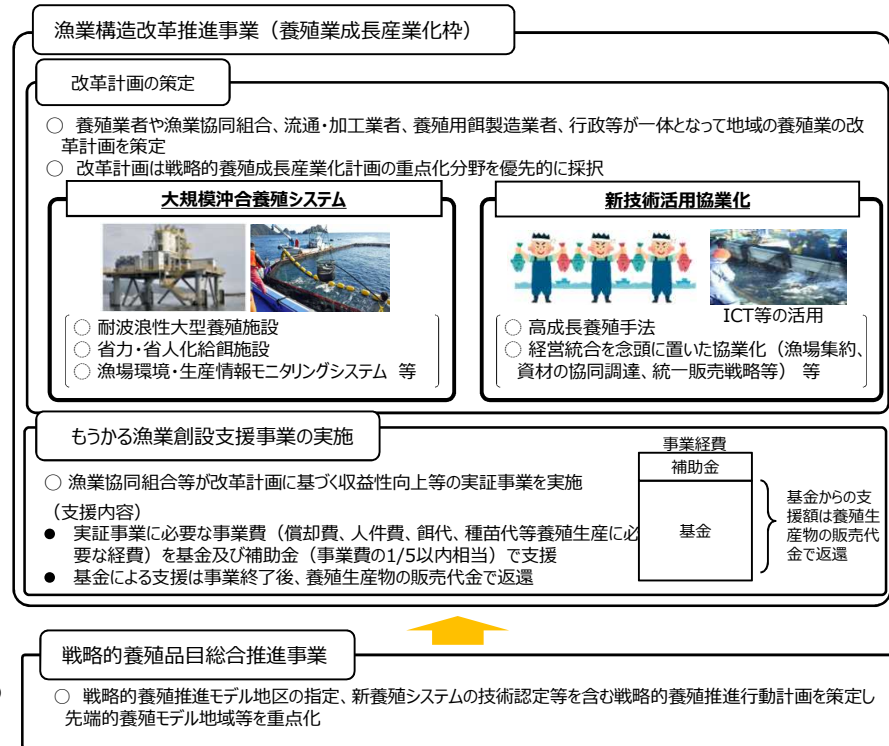 漁業構造改革推進事業（養殖業成長産業化枠）
改革計画の策定
○ 養殖業者や漁業協同組合、流通・加工業者、養殖用餌製造業者、行政等が一体となって地域の養殖業の改
革計画を策定
○ 改革計画は戦略的養殖成長産業化計画の重点化分野を優先的に採択
大規模沖合養殖システム
○ 耐波浪性大型養殖施設
○ 省力・省人化給餌施設
○ 漁場環境・生産情報モニタリングシステム 等
新技術活用協業化
ICT等の活用
○ 高成長養殖手法
○ 経営統合を念頭に置いた協業化（漁場集約、
資材の協同調達、統一販売戦略等） 等
もうかる漁業創設支援事業の実施
○ 漁業協同組合等が改革計画に基づく収益性向上等の実証事業を実施
（支援内容）
● 実証事業に必要な事業費（償却費、人件費、餌代、種苗代等養殖生産に必
要な経費）を基金及び補助金（事業費の1/5以内相当）で支援
● 基金による支援は事業終了後、養殖生産物の販売代金で返還
事業経費
補助金
基金
基金からの支
援額は養殖生
産物の販売代
金で返還
戦略的養殖品目総合推進事業
○ 戦略的養殖推進モデル地区の指定、新養殖システムの技術認定等を含む戦略的養殖推進行動計画を策定し
先端的養殖モデル地域等を重点化